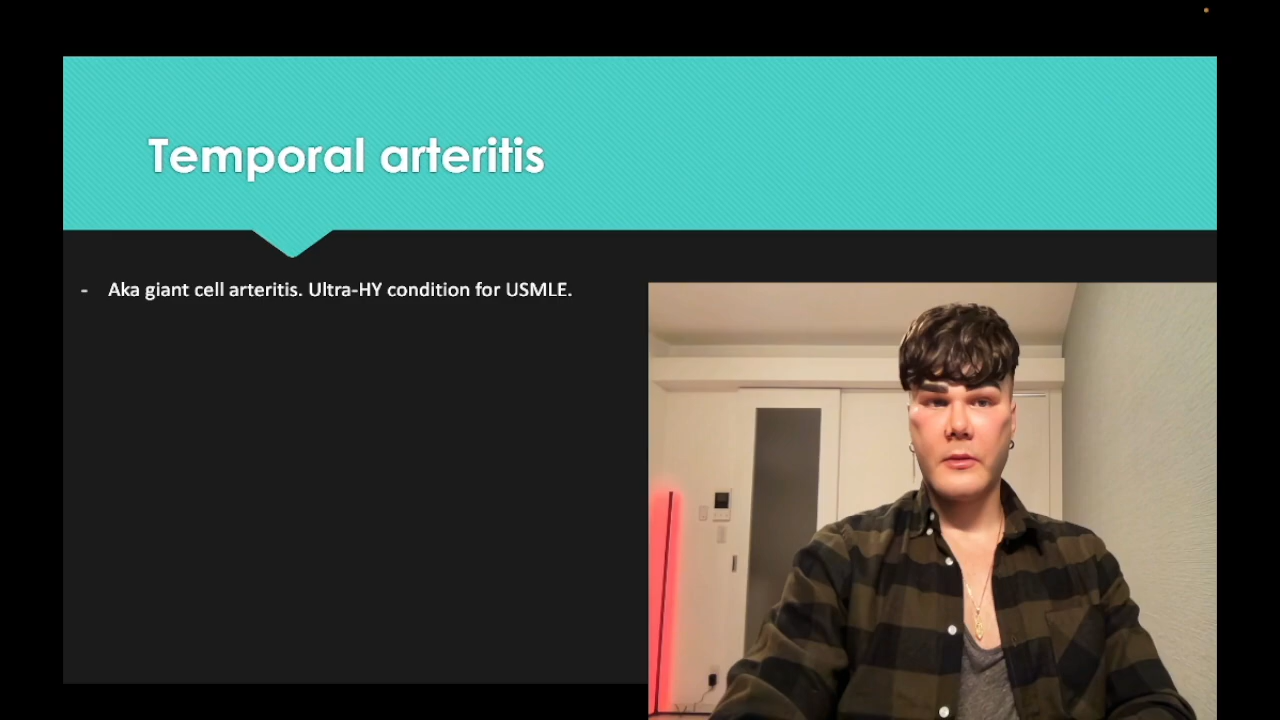 Temporal arteritis
- Aka giant cell arteritis. Ultra-HY condition for USMLE.